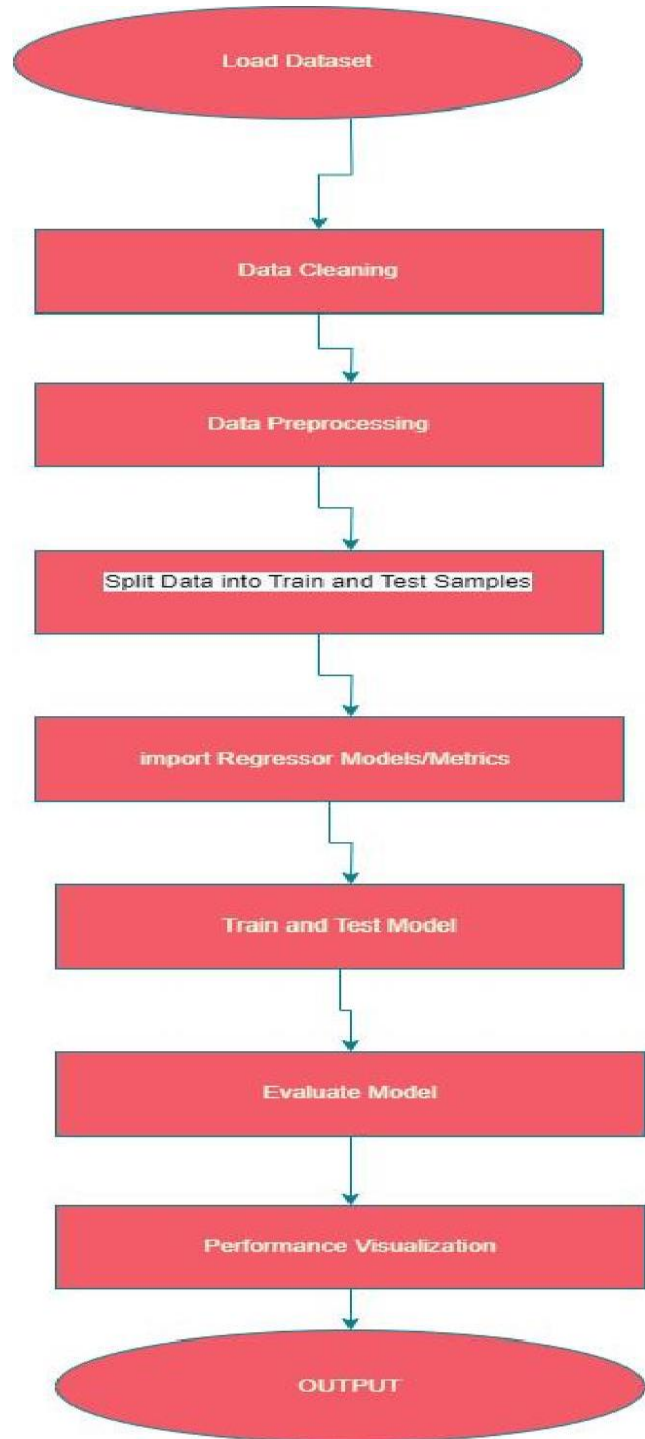 Load Dataset
Data Cleaning
Data Preprocessing
Split Data into Train and Test Samples
import Regressor Models/Metrics
Train and Test Model
Evaluate Model
Performance Visualization
OUTPUT